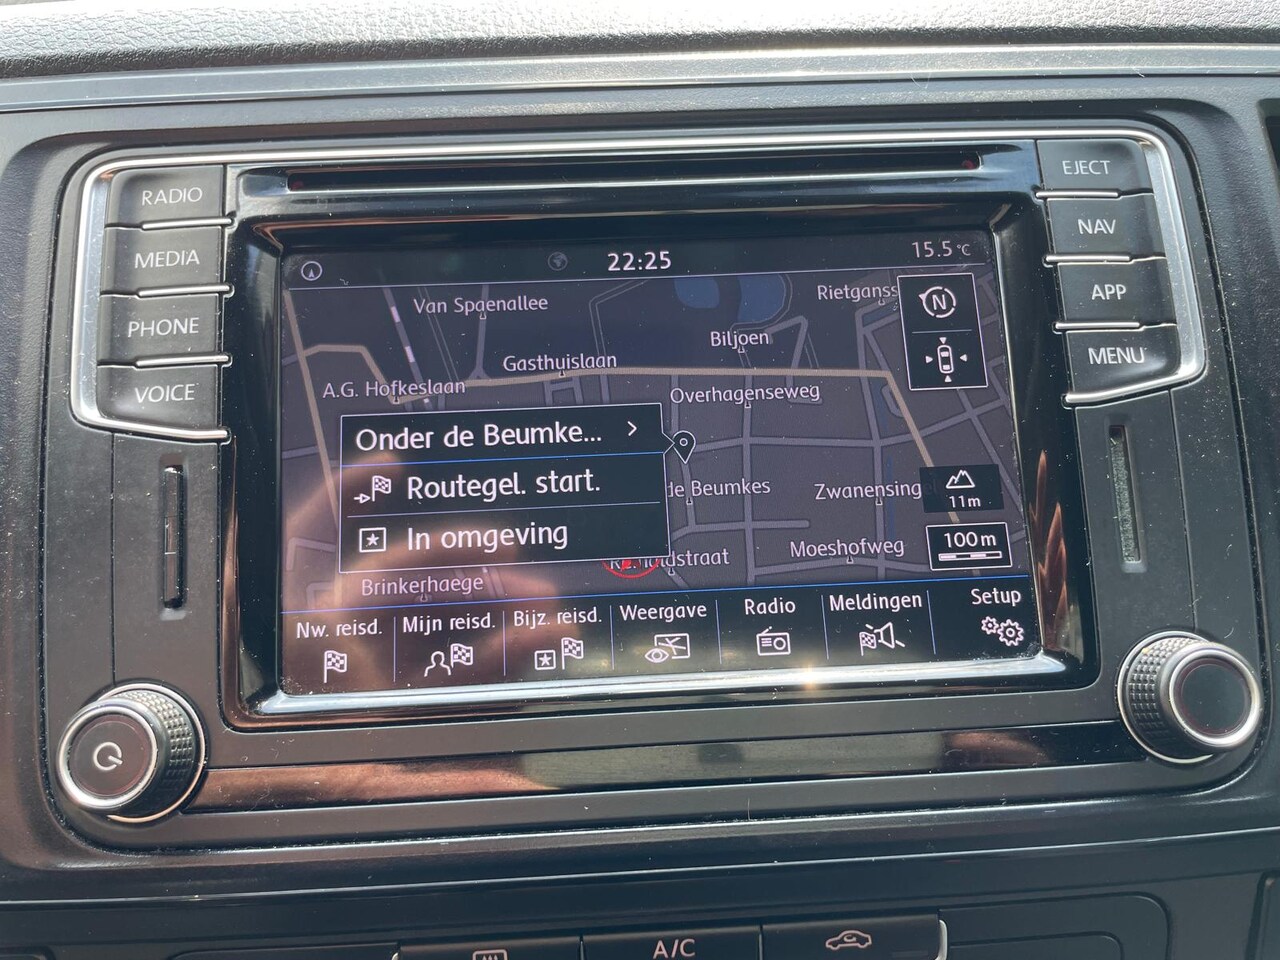 RADIO
MEDIA
PHONE
VOICE
EJECT
NAV
APP
MENU
22:25
15.5 °C
Van Spaenallee
Rietganss
N
Biljoen
Gasthuislaan
A.G. Hofkeslaan
Overhagenseweg
Onder de Beumke... >
Routegel. start.
In omgeving
de Beumkes
Zwanensing
11m
100 m
Moeshofweg
dstraat
Brinkerhaege
Nw. reisd.
Mijn reisd.
Bijz. reisd.
Weergave
Radio
Meldingen
Setup
A/C